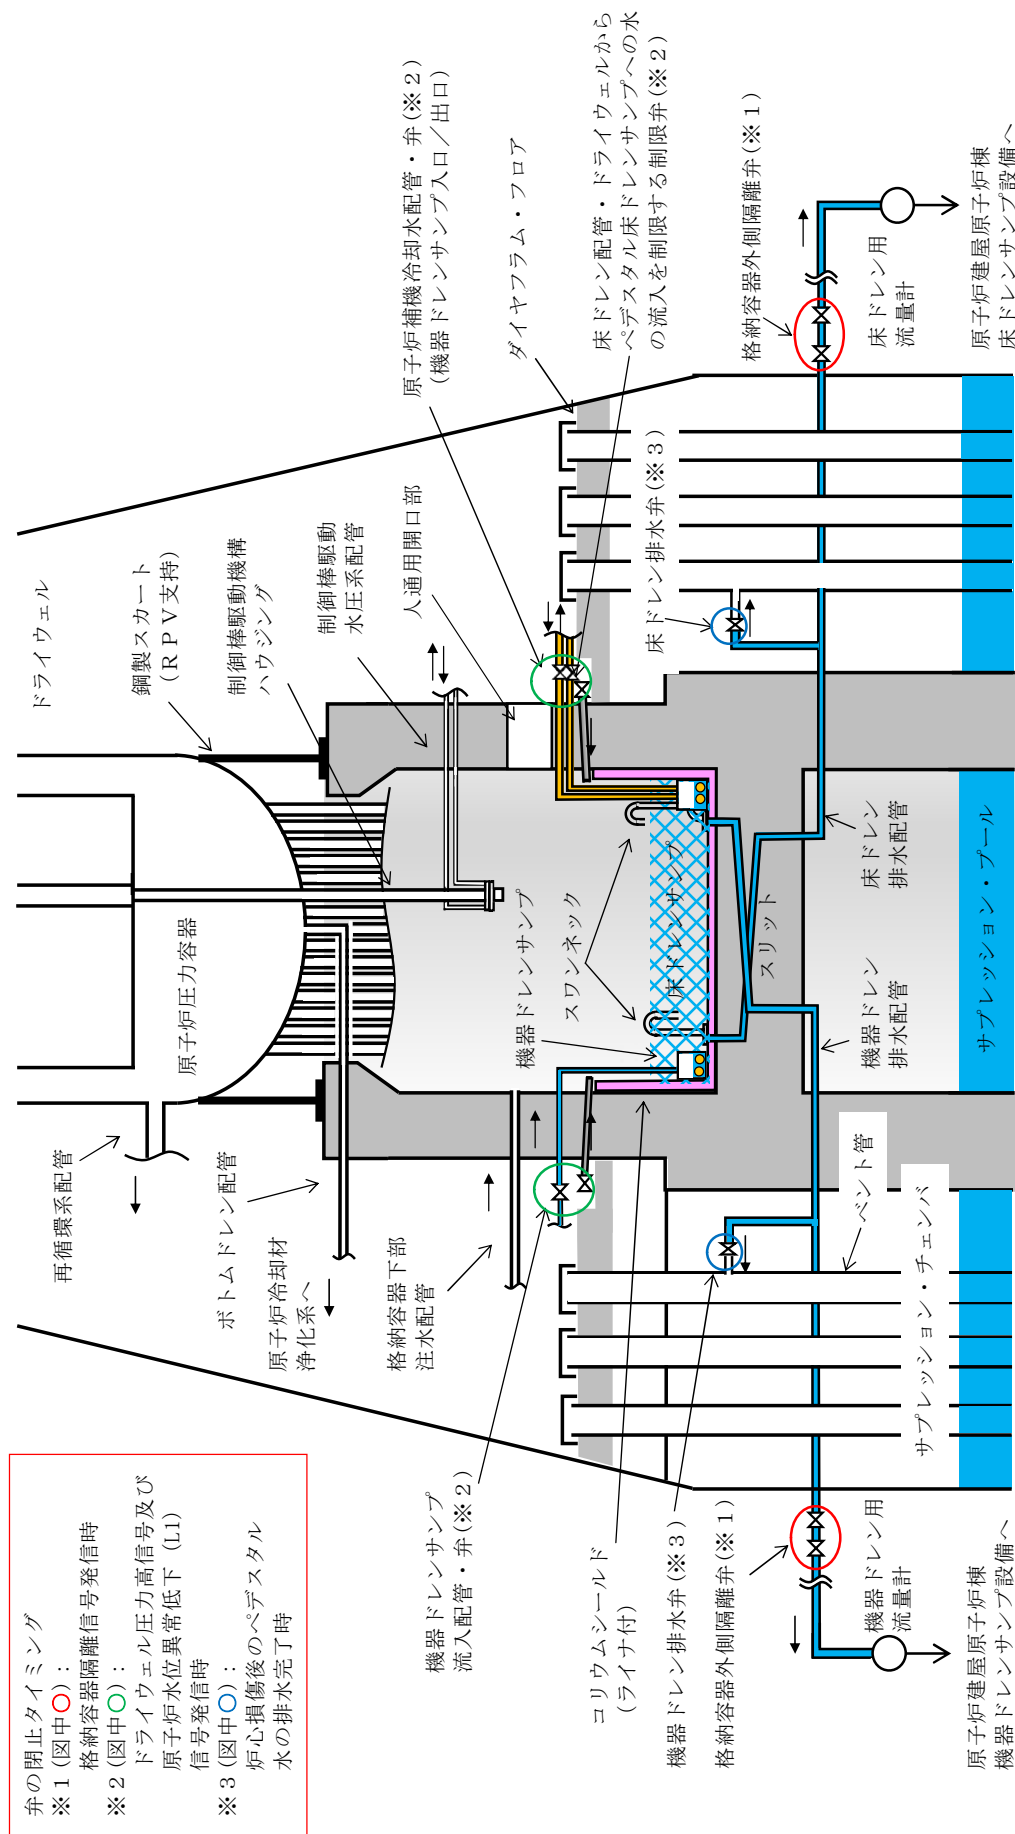 弁の閉止タイミング
※１(図中○)：
格納容器隔離信号発信時
※２(図中○)：
ドライウェル圧力高信号及び
原子炉水位異常低下（L1）
信号発信時
※３(図中○)：
炉心損傷後のペデスタル
水の排水完了時
再循環系配管
ボトムドレン配管
原子炉冷却材
浄化系へ
格納容器下部
注水配管
機器ドレンサンプ
流入配管・弁(※２)
コリウムシールド
(ライナ付)
機器ドレン排水弁(※３)
格納容器外側隔離弁(※１)
機器ドレン用
流量計
原子炉建屋原子炉棟
機器ドレンサンプ設備へ
ドライウェル
鋼製スカート
(ＲＰＶ支持)
制御棒駆動機構
ハウジング
制御棒駆動
水圧系配管
人通用開口部
原子炉圧力容器
機器ドレンサンプ
スワンネック
床ドレンサンプ
スリット
機器ドレン
排水配管
床ドレン
排水配管
サプレッション・プール
ベント管
サプレッション・チェンバ
原子炉補機冷却水配管・弁(※２)
(機器ドレンサンプ入口／出口)
ダイヤフラム・フロア
床ドレン配管・ドライウェルから
ペデスタル床ドレンサンプへの水
の流入を制限する制限弁(※２)
床ドレン排水弁(※３)
格納容器外側隔離弁(※１)
床ドレン用
流量計
原子炉建屋原子炉棟
床ドレンサンプ設備へ